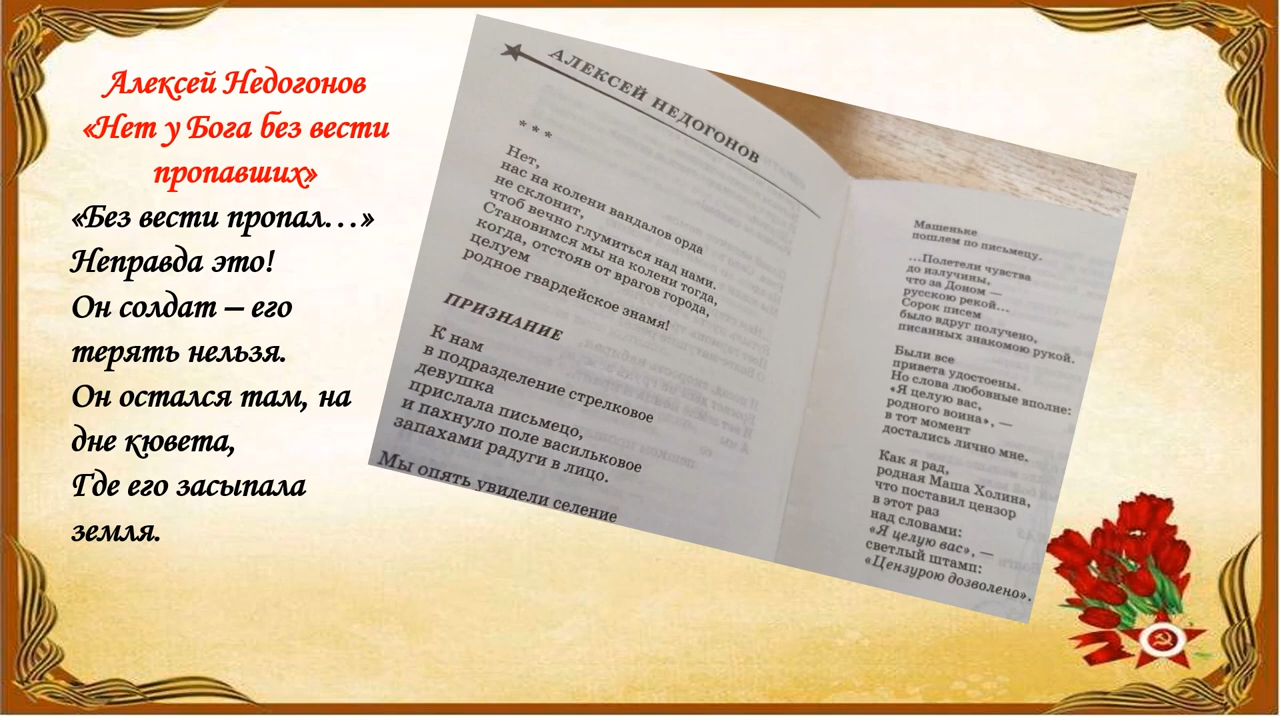 Алексей Недогонов
«Нет у Бога без вести
пропавших»
«Без вести пропал…»
Неправда это!
Он солдат – его
терять нельзя.
Он остался там, на
дне кювета,
Где его засыпала
земля.
АЛЕКСЕЙ НЕДОГОНОВ
* * *
Нет,
нас на колени вандалов орда
не склонит,
чтоб вечно глумиться над нами.
Становимся мы на колени тогда,
когда, отстояв от врагов города,
целуем
родное гвардейское знамя!
ПРИЗНАНИЕ
К нам
в подразделение стрелковое
девушка
прислала письмецо,
и пахнуло поле васильковое
запахами радуги в лицо.
Мы опять увидели селение
Машеньке
пошлем по письмецу.
...Полетели чувства
до излучины,
что за Доном —
русскою рекой...
Сорок писем
было вдруг получено,
писанных знакомою рукой.
Были все
привета удостоены.
Но слова любовные вполне:
«Я целую вас,
родного воина», —
в тот момент
достались лично мне.
Как я рад,
родная Маша Холина,
что поставил цензор
в этот раз
над словами:
«Я целую вас», —
светлый штамп:
«Цензурою дозволено».